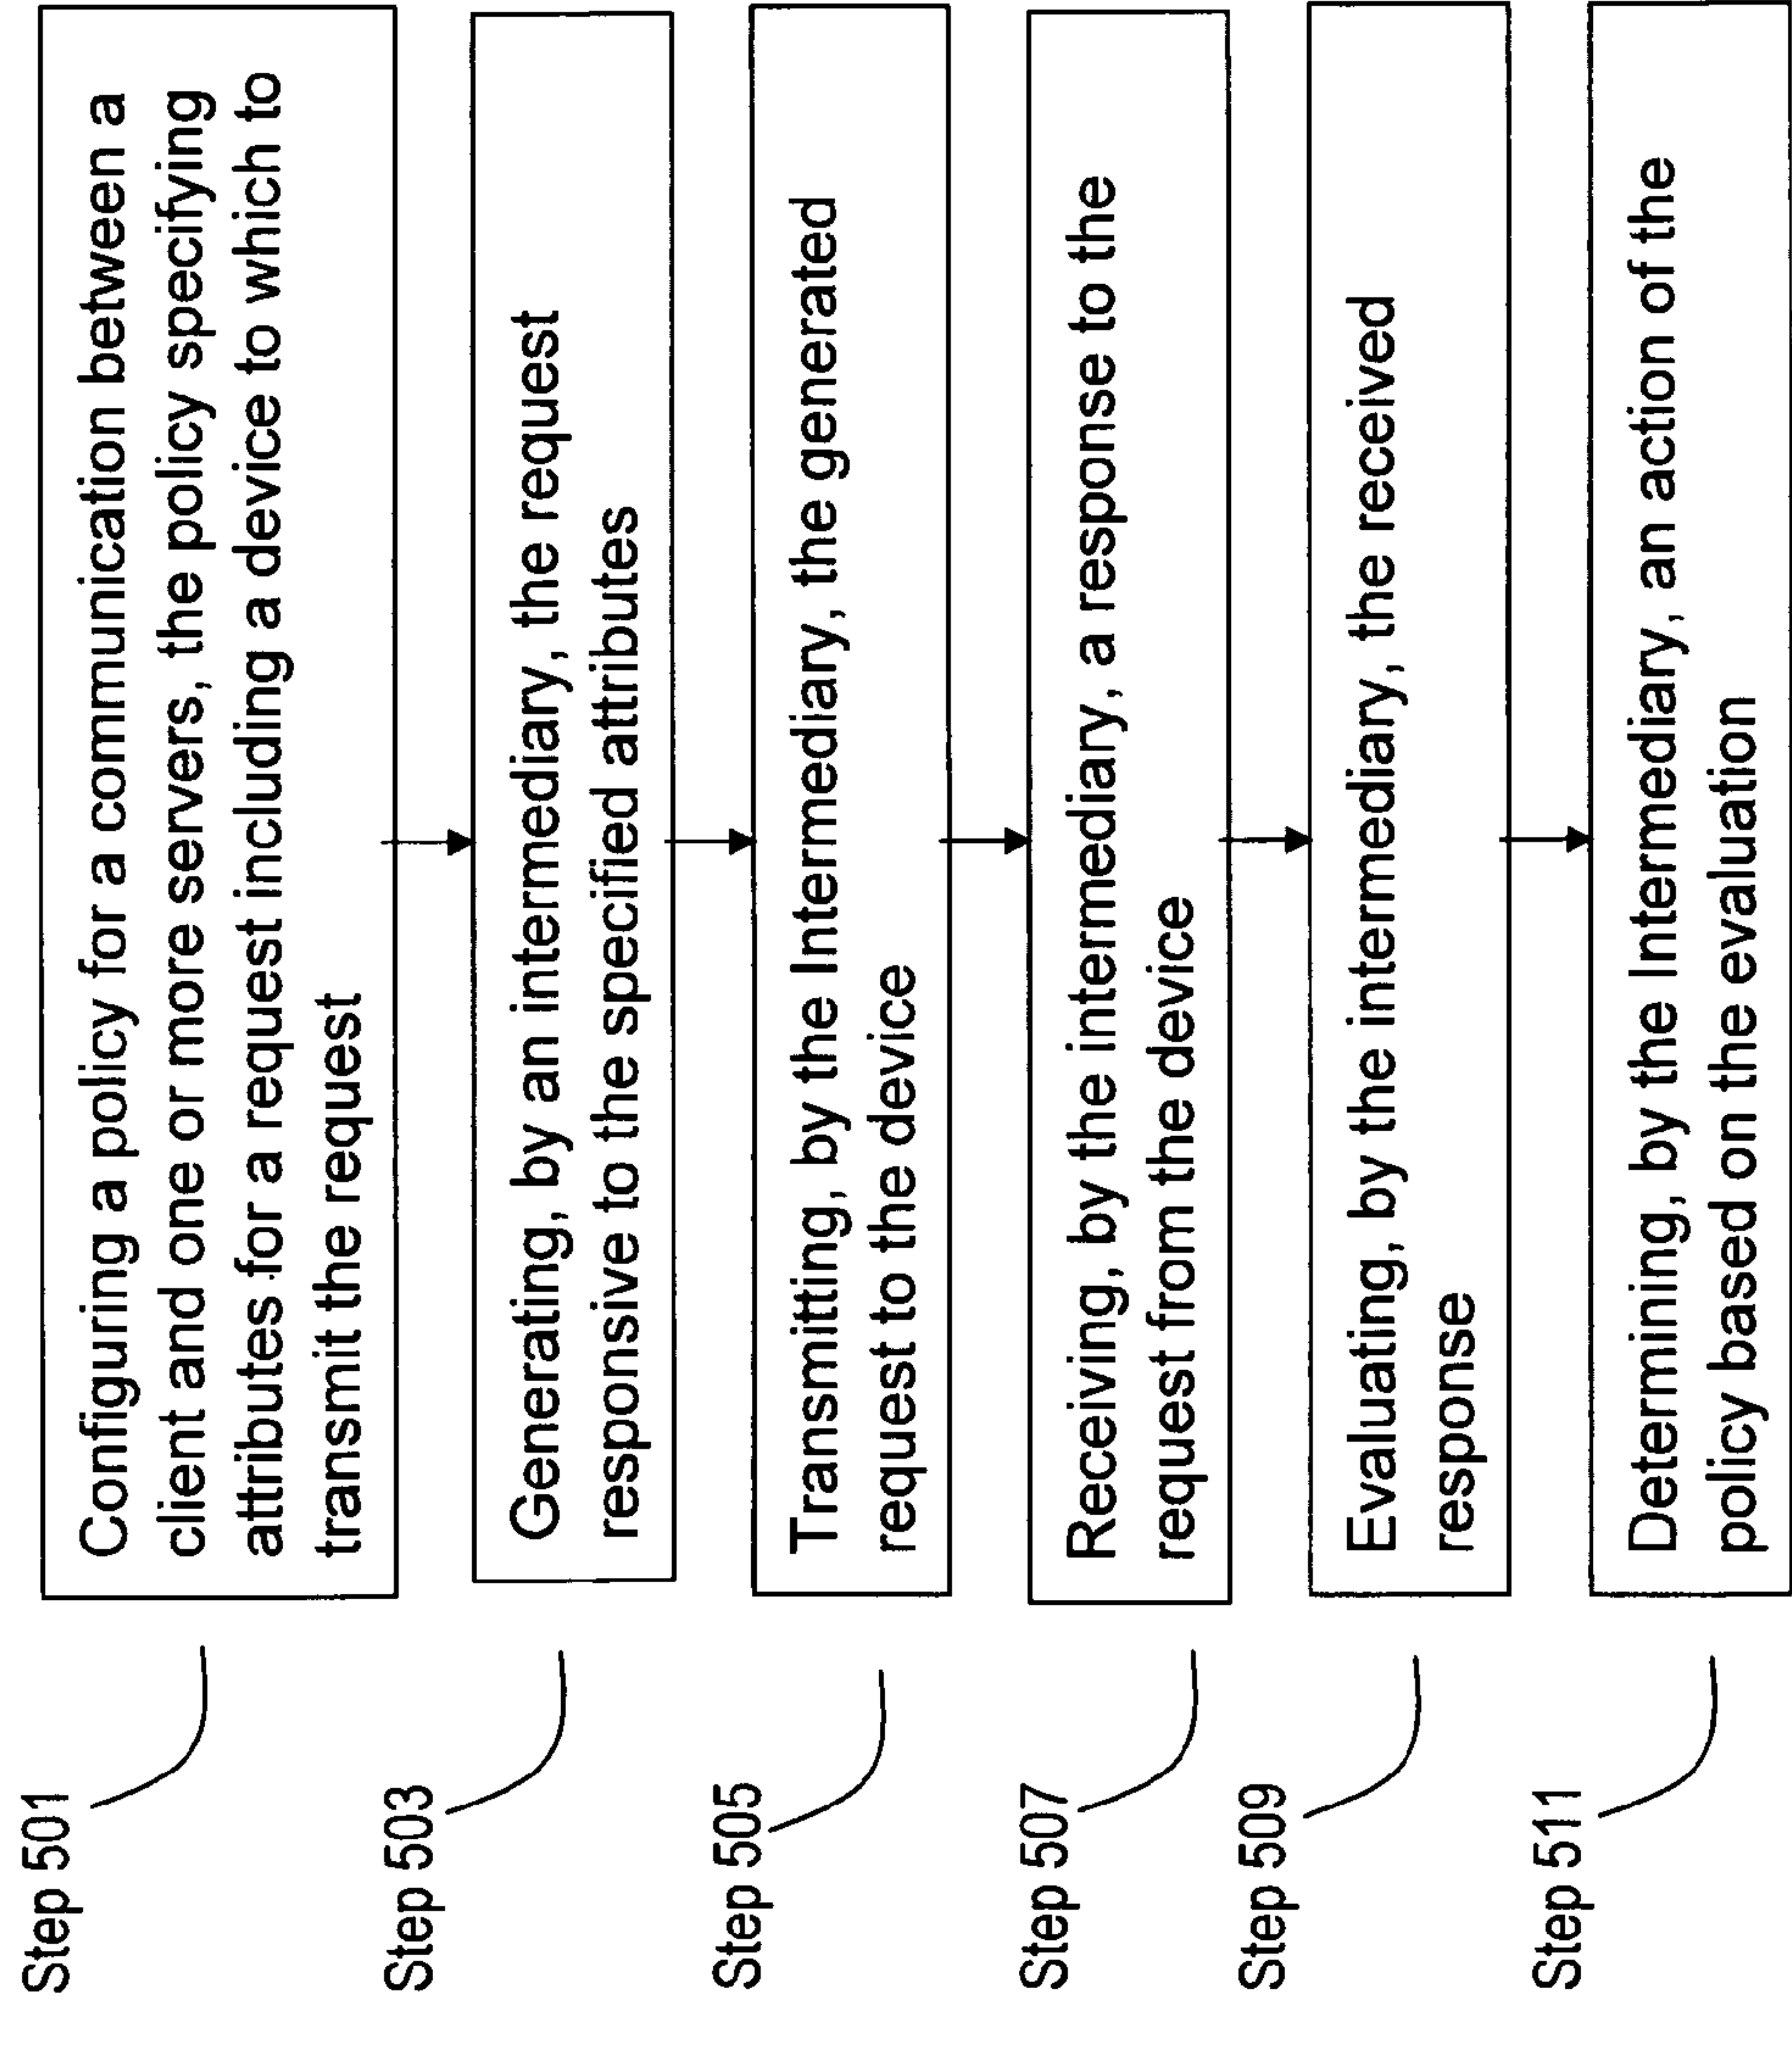 Step 501
Configuring a policy for a communication between a
client and one or more servers, the policy specifying
attributes for a request including a device to which to
transmit the request
Step 503
Generating, by an intermediary, the request
responsive to the specified attributes
Step 505
Transmitting, by the Intermediary, the generated
request to the device
Step 507
Receiving, by the intermediary, a response to the
request from the device
Step 509
Evaluating, by the intermediary, the received
response
Step 511
Determining, by the Intermediary, an action of the
policy based on the evaluation